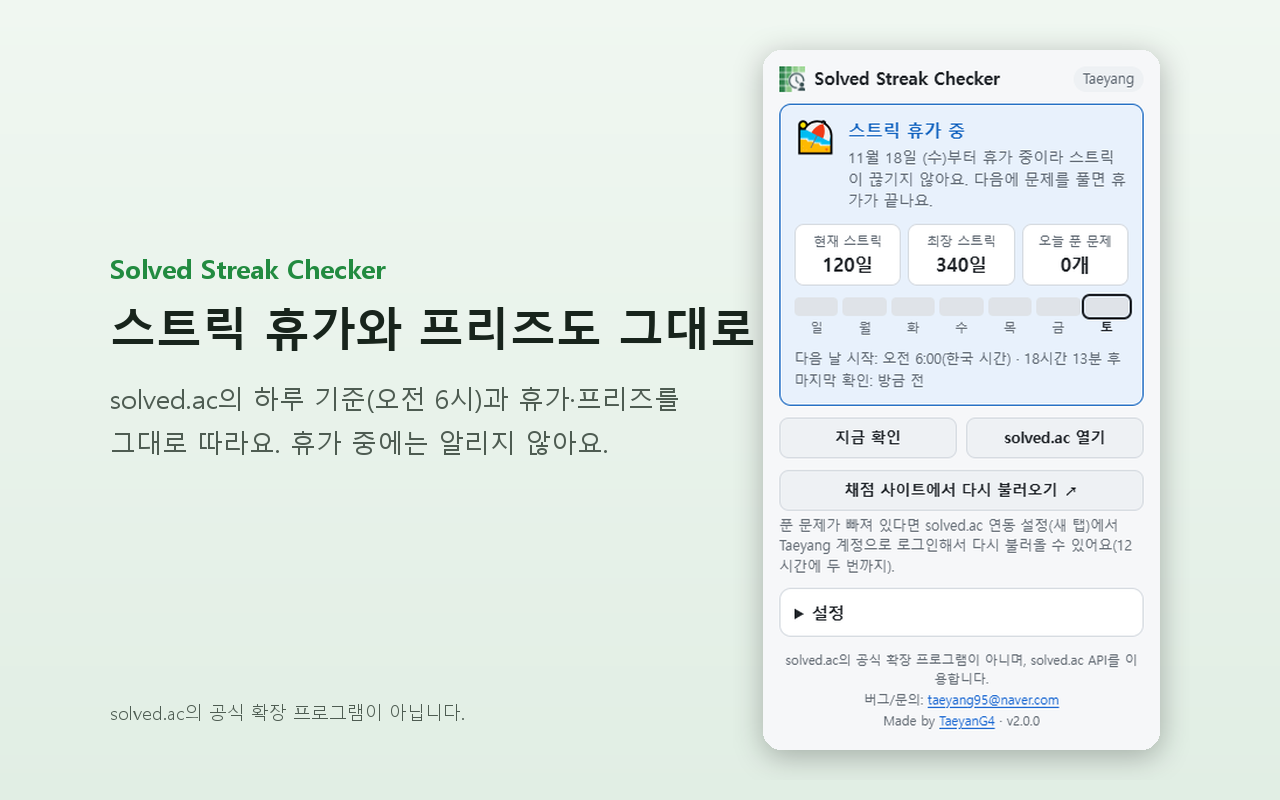 Solved Streak Checker
스트릭 휴가와 프리즈도 그대로
solved.ac의 하루 기준(오전 6시)과 휴가·프리즈를
그대로 따라요. 휴가 중에는 알리지 않아요.
solved.ac의 공식 확장 프로그램이 아닙니다.
Solved Streak Checker
Taeyang
스트릭 휴가 중
11월 18일 (수)부터 휴가 중이라 스트릭
이 끊기지 않아요. 다음에 문제를 풀면 휴
가가 끝나요.
현재 스트릭 최장 스트릭 오늘 푼 문제
120일 340일 0개
일 월 화 수 목 금 토
다음 날 시작: 오전 6:00(한국 시간) · 18시간 13분 후
마지막 확인: 방금 전
지금 확인 solved.ac 열기
채점 사이트에서 다시 불러오기 ↗
푼 문제가 빠져 있다면 solved.ac 연동 설정(새 탭)에서
Taeyang 계정으로 로그인해서 다시 불러올 수 있어요(12
시간에 두 번까지).
▶ 설정
solved.ac의 공식 확장 프로그램이 아니며, solved.ac API를 이
용합니다.
버그/문의: taeyang95@naver.com
Made by TaeyanG4 · v2.0.0